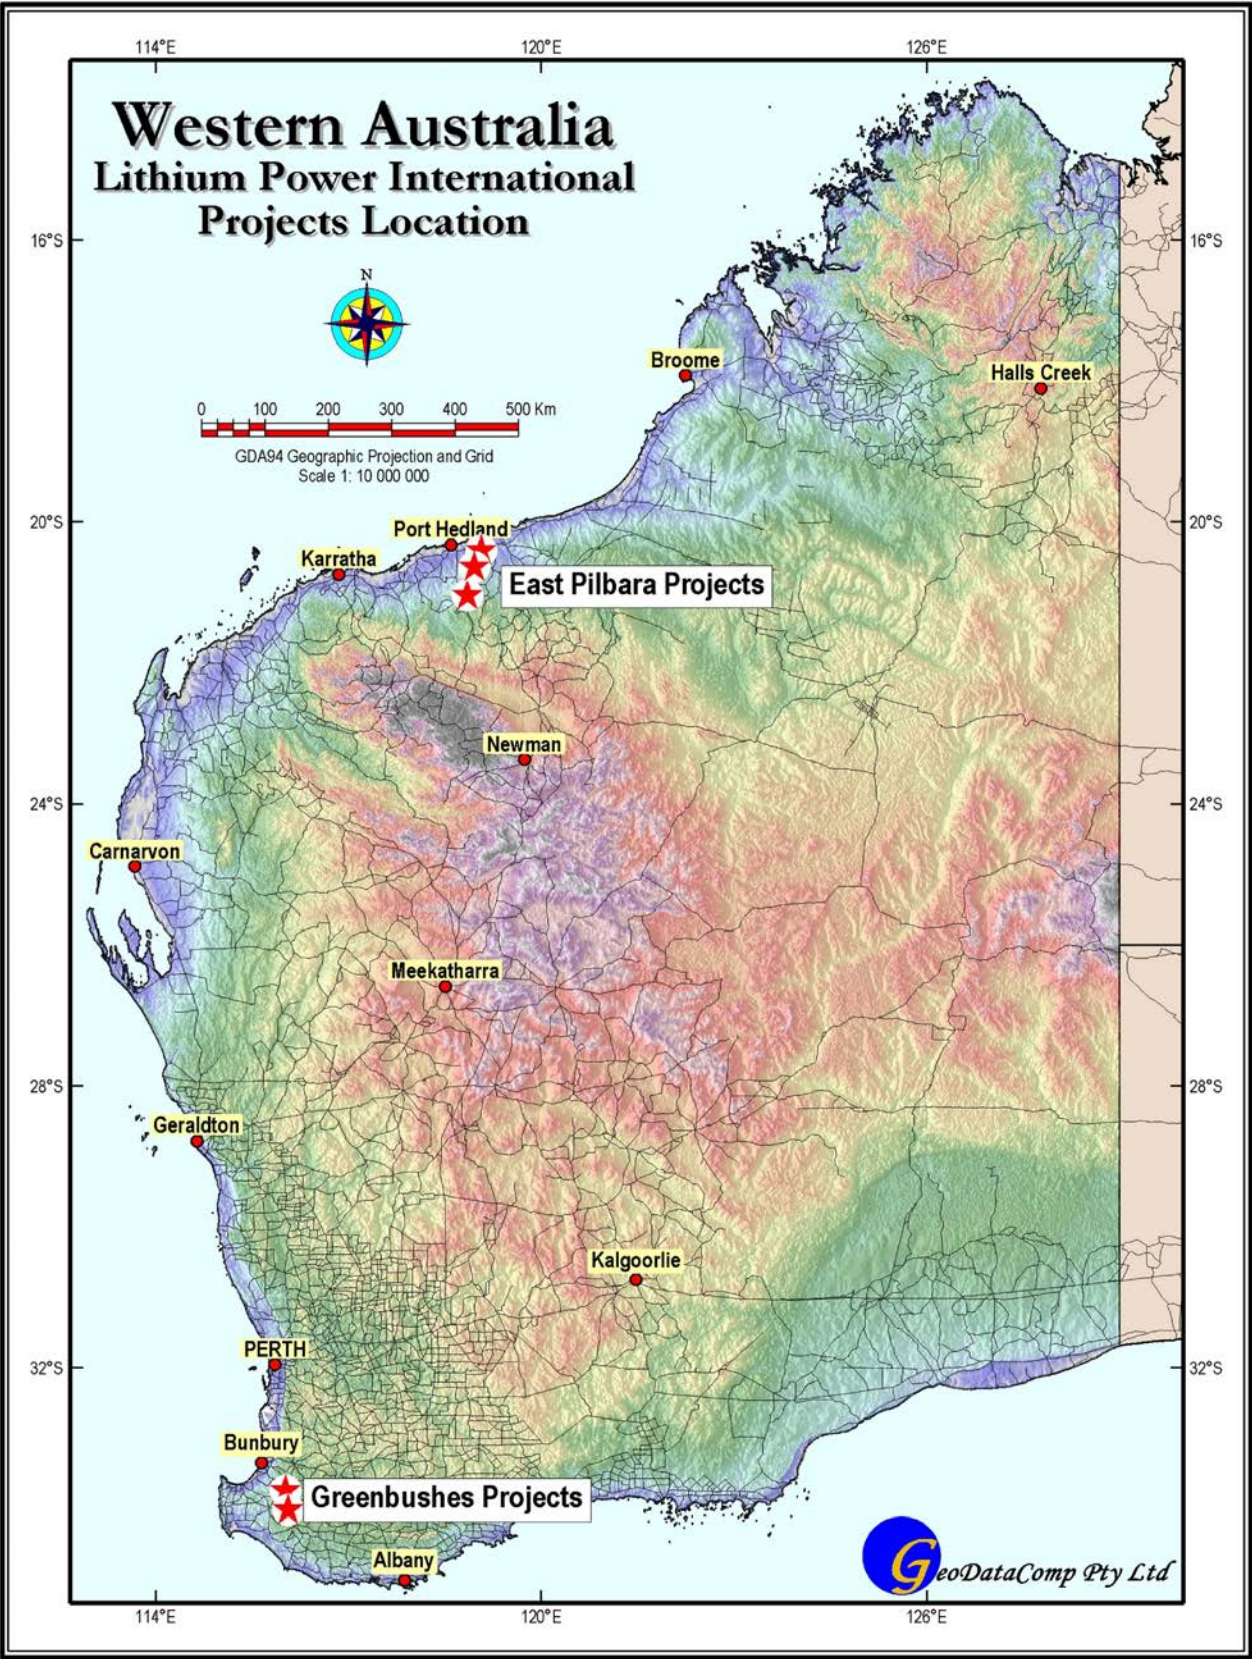 114°E
120°E
126°E
Western Australia
Lithium Power International
Projects Location
16°S
16°S
N
Broome
Halls Creek
0 100 200 300 400 500 Km
GDA94 Geographic Projection and Grid
Scale 1: 10 000 000
20°S
20°S
Port Hedland
Karratha
East Pilbara Projects
Newman
24°S
24°S
Carnarvon
Meekatharra
28°S
28°S
Geraldton
Kalgoorlie
PERTH
32°S
32°S
Bunbury
Greenbushes Projects
Albany
GeoDataComp Pty Ltd
114°E
120°E
126°E